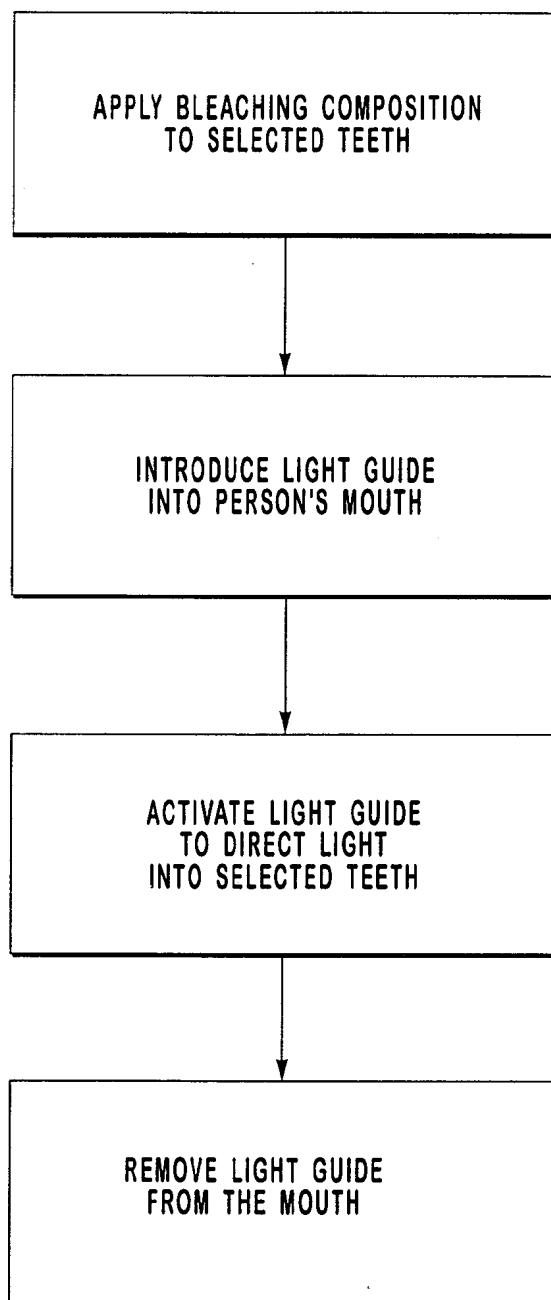 APPLY BLEACHING COMPOSITION
TO SELECTED TEETH
INTRODUCE LIGHT GUIDE
INTO PERSON'S MOUTH
ACTIVATE LIGHT GUIDE
TO DIRECT LIGHT
INTO SELECTED TEETH
REMOVE LIGHT GUIDE
FROM THE MOUTH